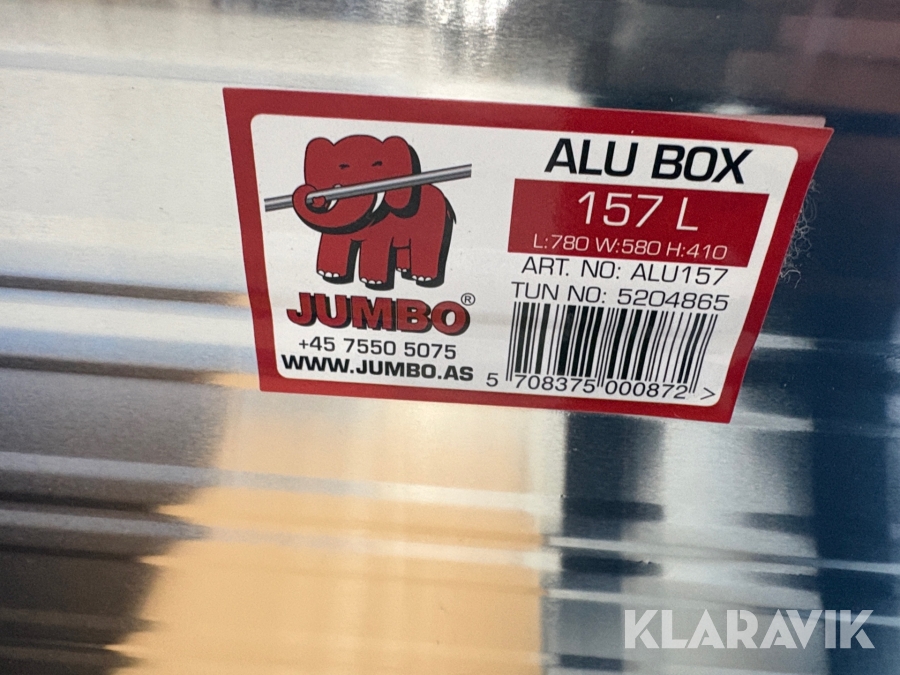 ALU BOX
157 L
L:780 W:580 H:410
ART. NO: ALU157
TUN NO: 5204865
JUMBO®
+45 7550 5075
WWW.JUMBO.AS
5 708375 000872 >
KLARAVIK